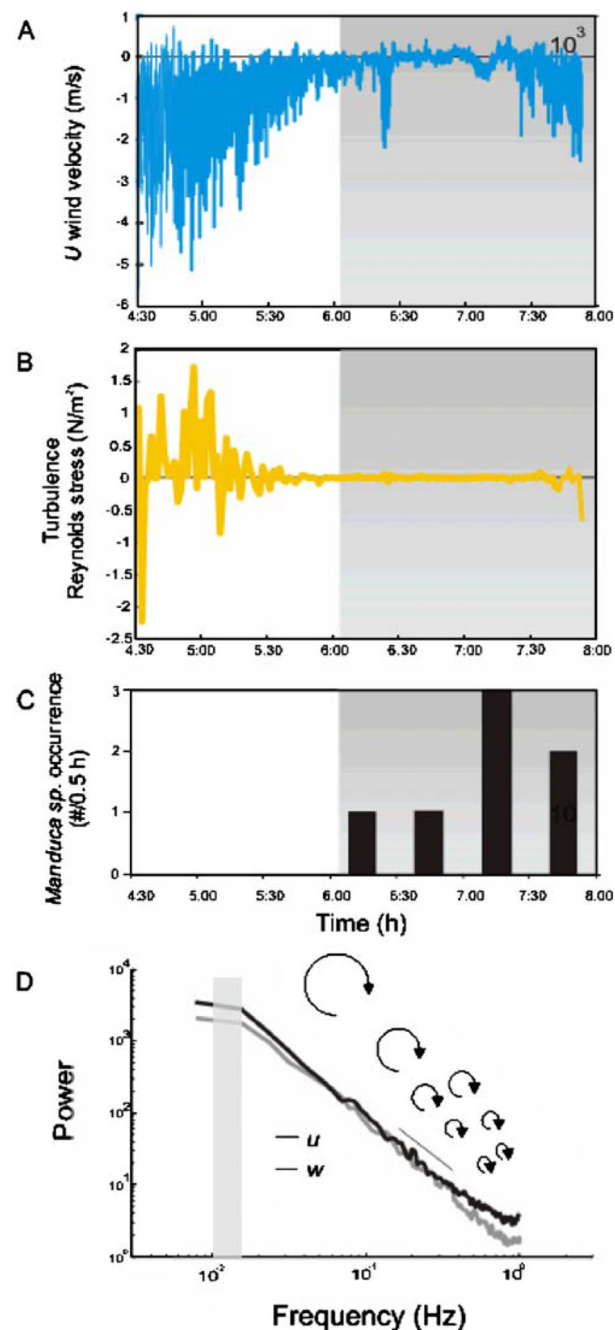 A
10³
1
0
-1
-2
-3
-4
-5
-6
U wind velocity (m/s)
4:30 5.00 5:30 6.00 6:30 7.00 7:30 8.00
B
2
1.5
1
0.5
0
-0.5
-1
-1.5
-2
-2.5
Turbulence
Reynolds stress (N/m²)
4.30 5:00 5.30 6:00 6.30 7:00 7:30 8:00
C
3
2
1
0
Manduca sp. occurrence
(#/0.5 h)
10
4:30 5:00 5:30 6:00 6:30 7:00 7:30 8:00
Time (h)
D
10⁴
10³
10²
10¹
10⁰
Power
u
w
10⁻² 10⁻¹ 10⁰
Frequency (Hz)